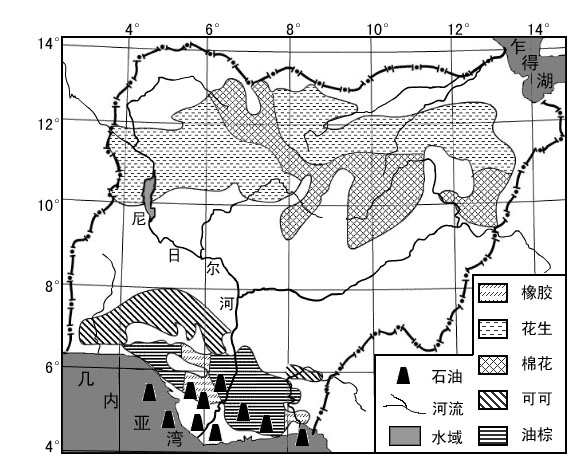 4° 6° 8° 10° 12° 14°
14°
12°
10°
8°
6°
4°
乍得湖
尼日尔河
几内亚湾
橡胶
花生
棉花
可可
油棕
石油
河流
水域